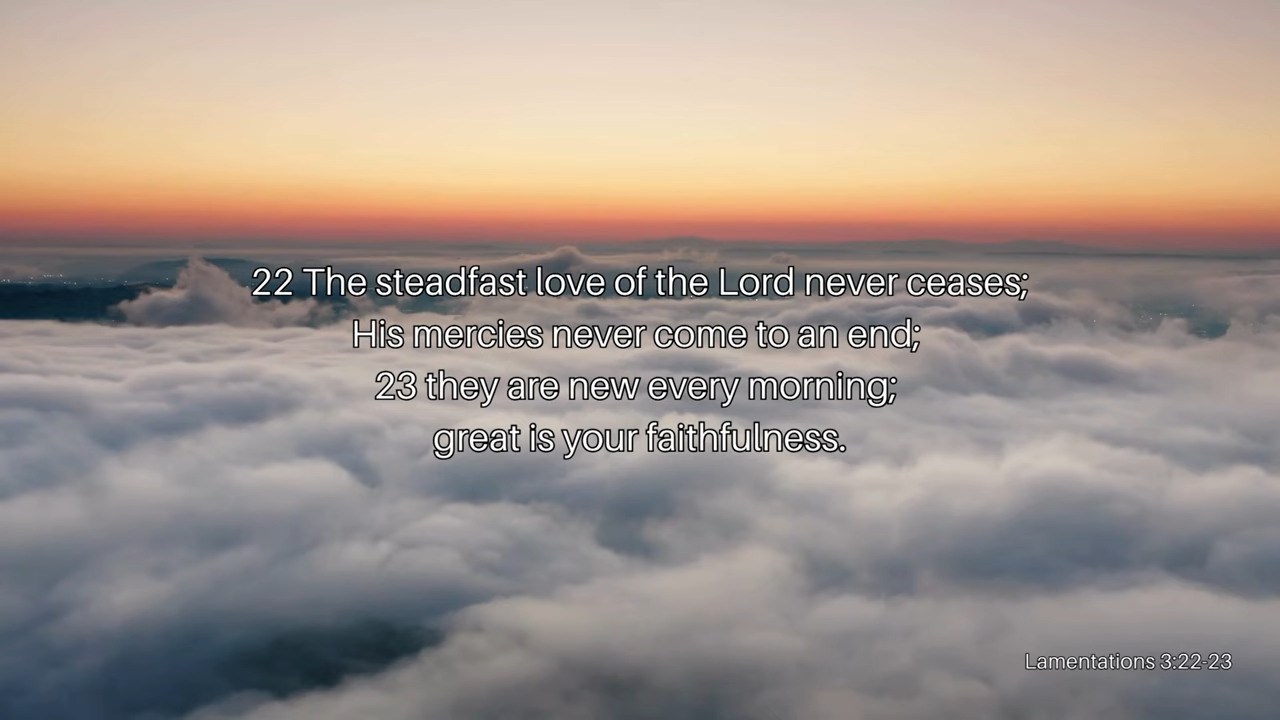 22 The steadfast love of the Lord never ceases;
His mercies never come to an end;
23 they are new every morning;
great is your faithfulness.
Lamentations 3:22-23